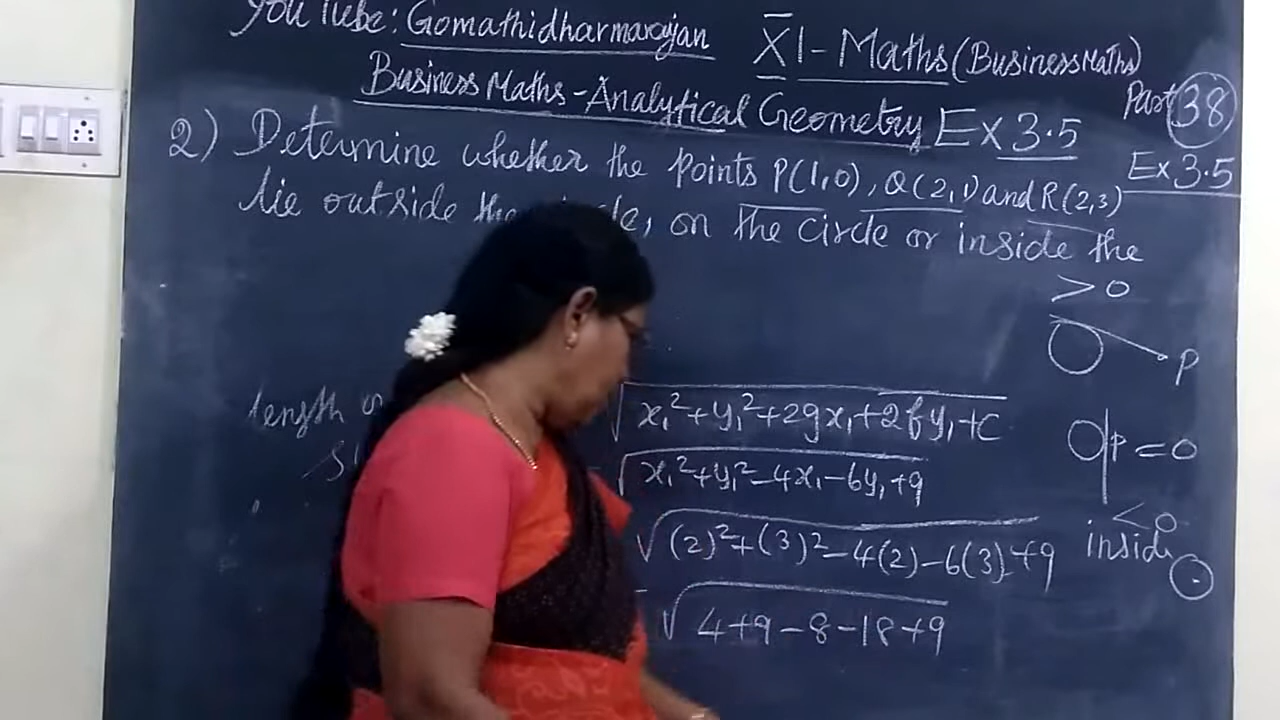 YouTube: Gomathidharmarajan XI - Maths (Business Maths)
Business Maths - Analytical Geometry Ex 3.5 Part 38
Ex 3.5
2) Determine whether the points P(1,0), Q(2,1) and R(2,3)
lie outside the circle, on the circle or inside the
> 0
P
length
√x₁²+y₁²+2gx₁+2fy₁+c
P = 0
√x₁²+y₁²-4x₁-6y₁+9
< 0
√(2)²+(3)²-4(2)-6(3)+9
inside
√4+9-8-18+9